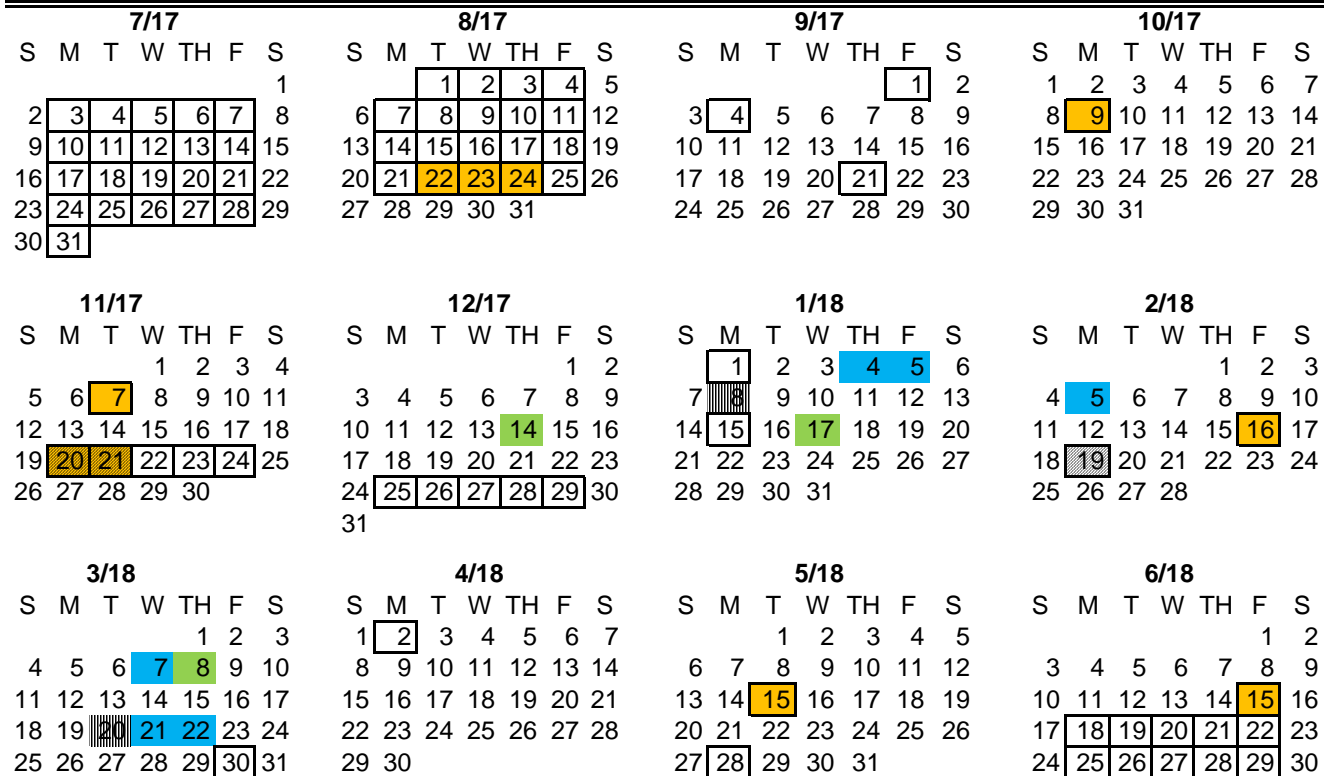 7/17 8/17 9/17 10/17
S M T W TH F S S M T W TH F S S M T W TH F S S M T W TH F S
1 1 2 3 4 5 1 2 1 2 3 4 5 6 7
2 3 4 5 6 7 8 6 7 8 9 10 11 12 3 4 5 6 7 8 9 8 9 10 11 12 13 14
9 10 11 12 13 14 15 13 14 15 16 17 18 19 10 11 12 13 14 15 16 15 16 17 18 19 20 21
16 17 18 19 20 21 22 20 21 22 23 24 25 26 17 18 19 20 21 22 23 22 23 24 25 26 27 28
23 24 25 26 27 28 29 27 28 29 30 31 24 25 26 27 28 29 30 29 30 31
30 31
11/17 12/17 1/18 2/18
S M T W TH F S S M T W TH F S S M T W TH F S S M T W TH F S
1 2 3 4 1 2 1 2 3 4 5 6 1 2 3
5 6 7 8 9 10 11 3 4 5 6 7 8 9 7 8 9 10 11 12 13 4 5 6 7 8 9 10
12 13 14 15 16 17 18 10 11 12 13 14 15 16 14 15 16 17 18 19 20 11 12 13 14 15 16 17
19 20 21 22 23 24 25 17 18 19 20 21 22 23 21 22 23 24 25 26 27 18 19 20 21 22 23 24
26 27 28 29 30 24 25 26 27 28 29 30 28 29 30 31 25 26 27 28
31
3/18 4/18 5/18 6/18
S M T W TH F S S M T W TH F S S M T W TH F S S M T W TH F S
1 2 3 1 2 3 4 5 6 7 1 2 3 4 5 1 2
4 5 6 7 8 9 10 8 9 10 11 12 13 14 6 7 8 9 10 11 12 3 4 5 6 7 8 9
11 12 13 14 15 16 17 15 16 17 18 19 20 21 13 14 15 16 17 18 19 10 11 12 13 14 15 16
18 19 20 21 22 23 24 22 23 24 25 26 27 28 20 21 22 23 24 25 26 17 18 19 20 21 22 23
25 26 27 28 29 30 31 29 30 27 28 29 30 31 24 25 26 27 28 29 30